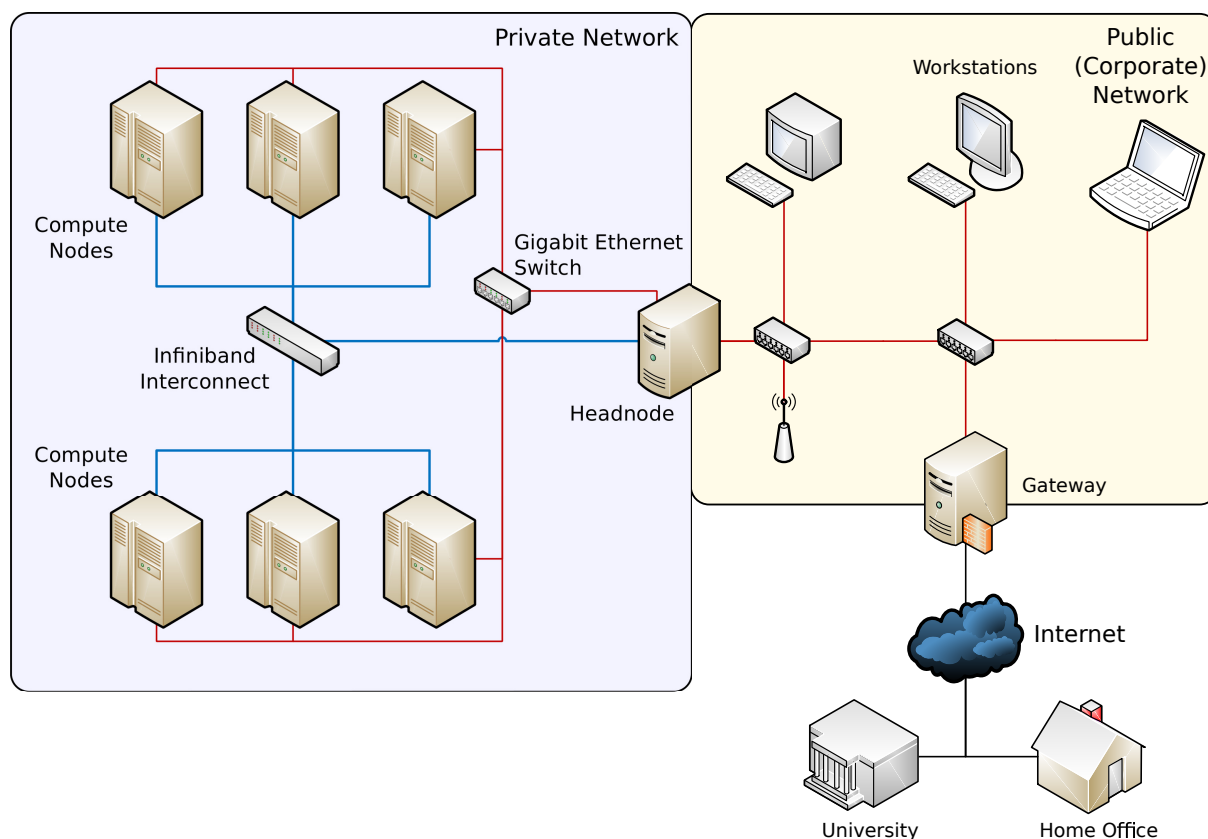 Private Network
Public
(Corporate)
Network
Workstations
Compute
Nodes
Gigabit Ethernet
Switch
Infiniband
Interconnect
Headnode
Compute
Nodes
Gateway
Internet
University
Home Office